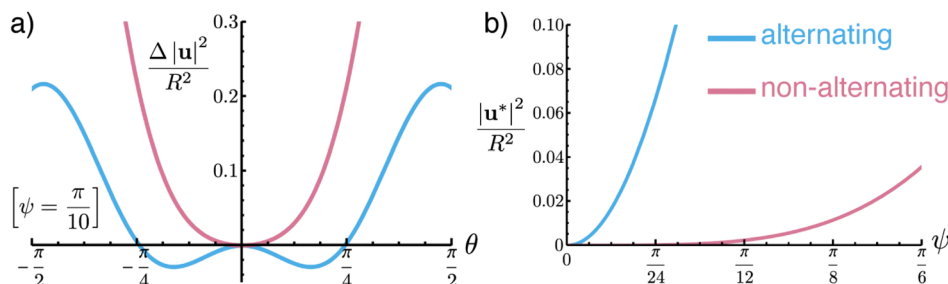 a)
Δ|u|²/R²
0.3
0.2
0.1
[ψ = π/10]
-π/2
-π/4
π/4
π/2
θ
b)
|u*|²/R²
0.10
0.08
0.06
0.04
0.02
0
0
π/24
π/12
π/8
π/6
ψ
alternating
non-alternating